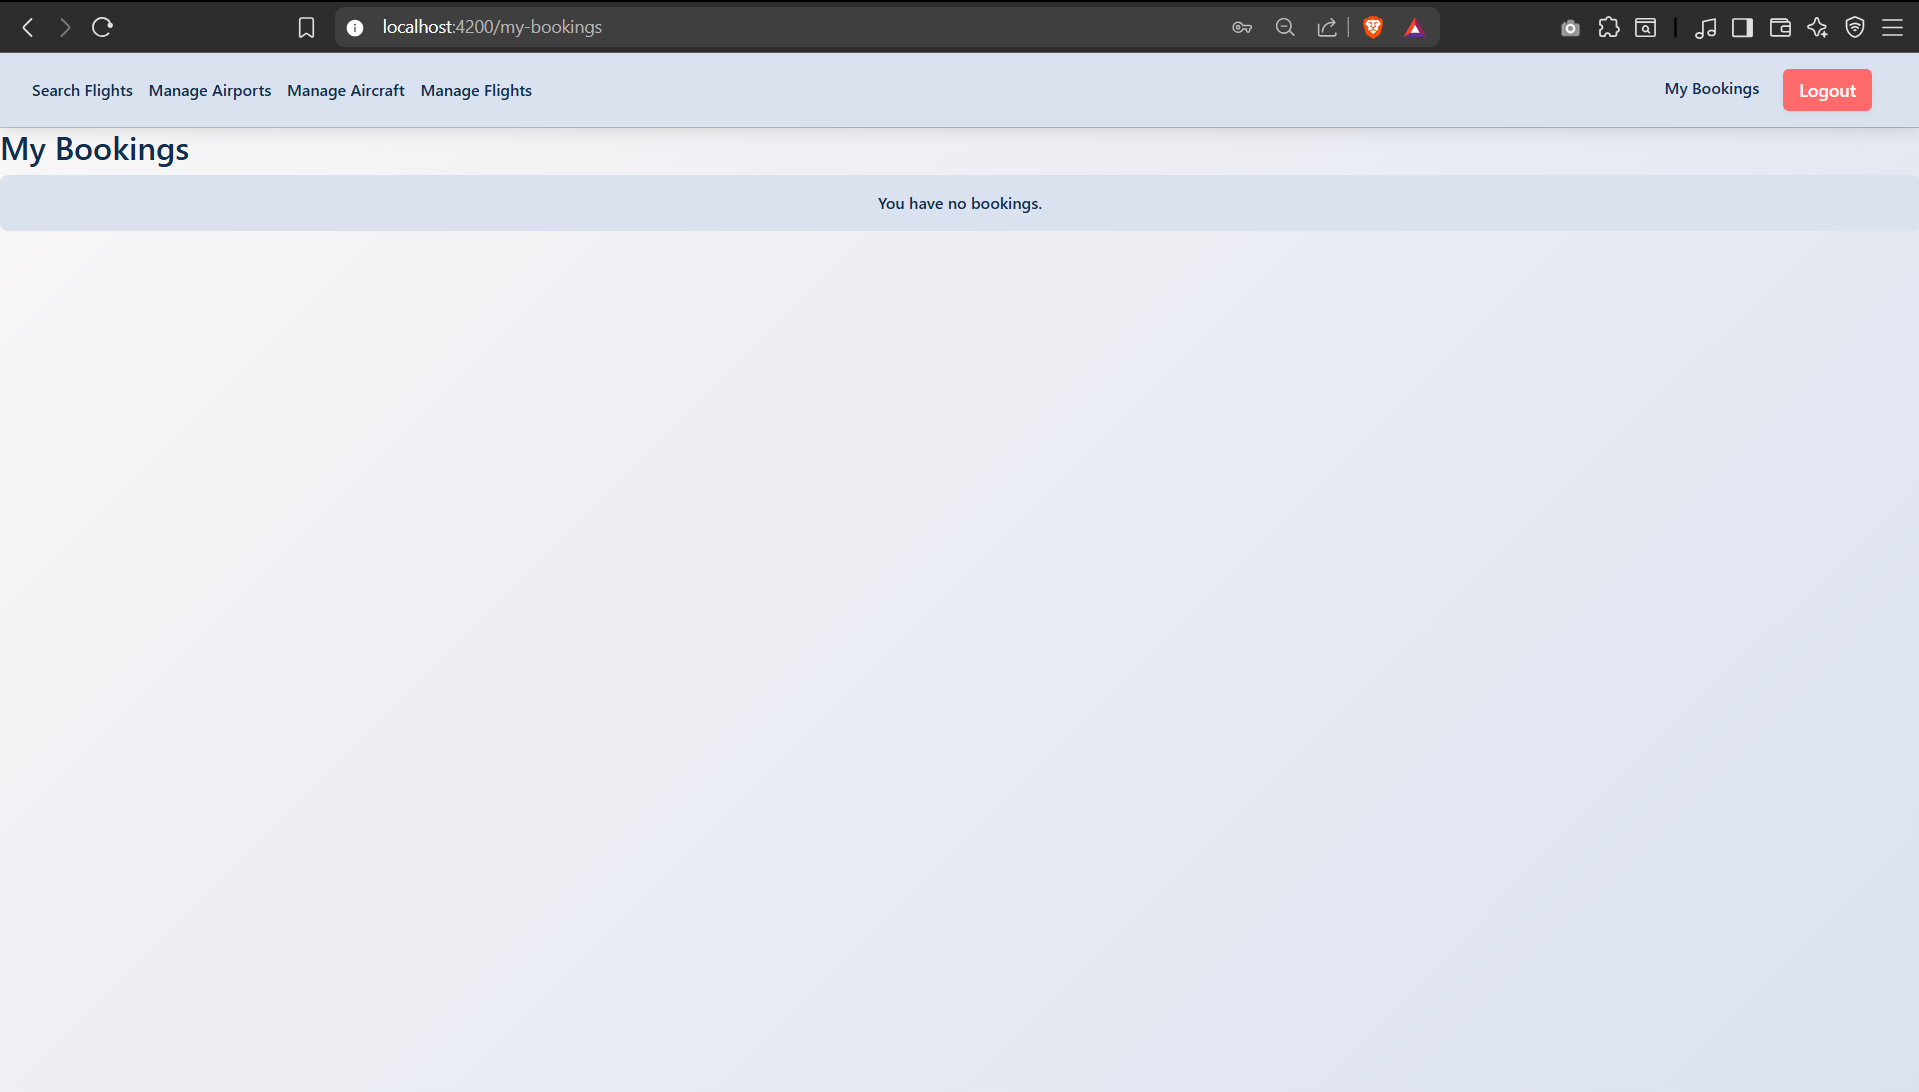 localhost:4200/my-bookings
Search Flights Manage Airports Manage Aircraft Manage Flights My Bookings Logout
My Bookings
You have no bookings.